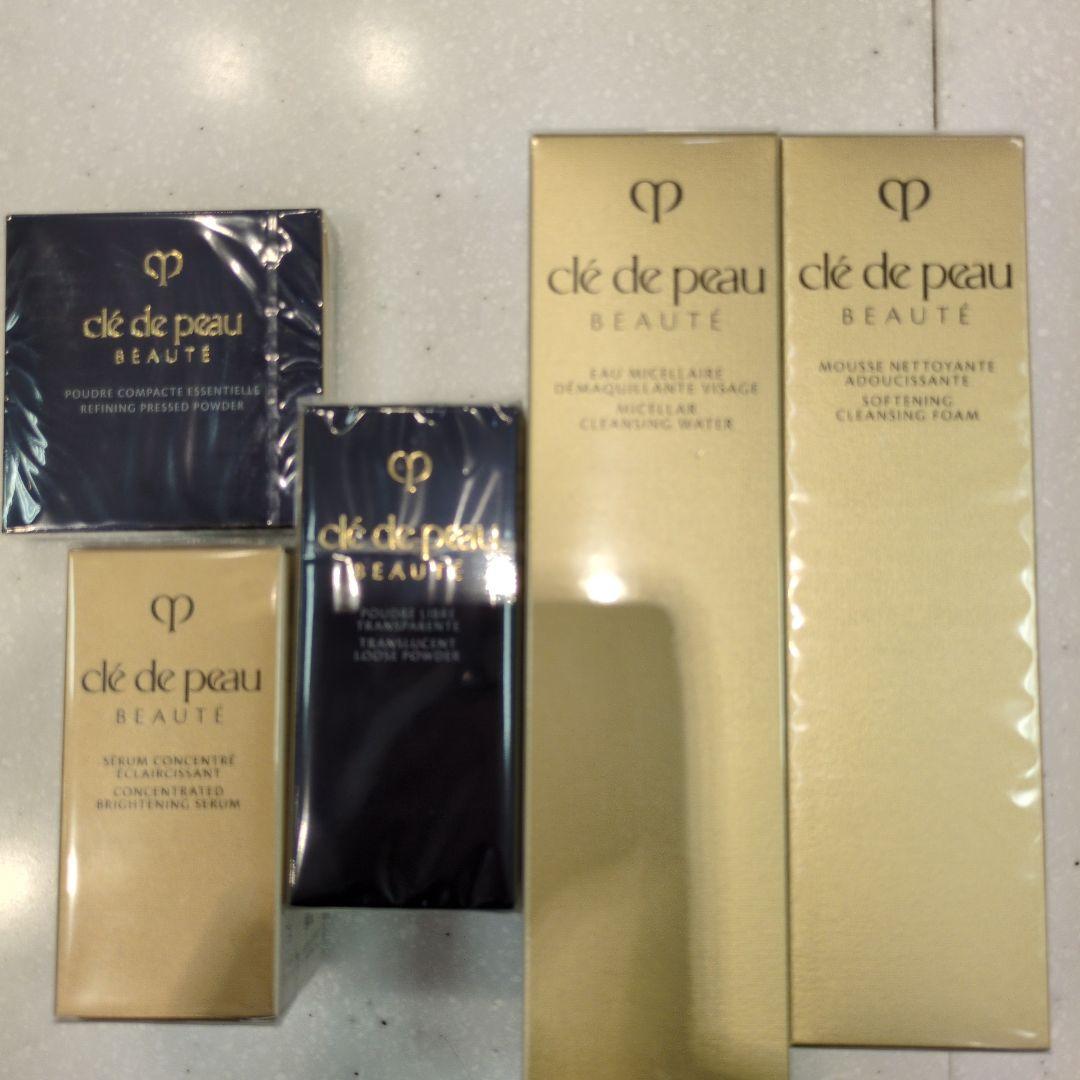 clé de peau
BEAUTÉ
POUDRE COMPACTE ESSENTIELLE
REFINING PRESSED POWDER
clé de peau
BEAUTÉ
POUDRE LIBRE
TRANSPARENTE
TRANSLUCENT
LOOSE POWDER
clé de peau
BEAUTÉ
SÉRUM CONCENTRÉ
ÉCLAIRCISSANT
CONCENTRATED
BRIGHTENING SERUM
clé de peau
BEAUTÉ
EAU MICELLAIRE
DÉMAQUILLANTE VISAGE
MICELLAR
CLEANSING WATER
clé de peau
BEAUTÉ
MOUSSE NETTOYANTE
ADOUCISSANTE
SOFTENING
CLEANSING FOAM